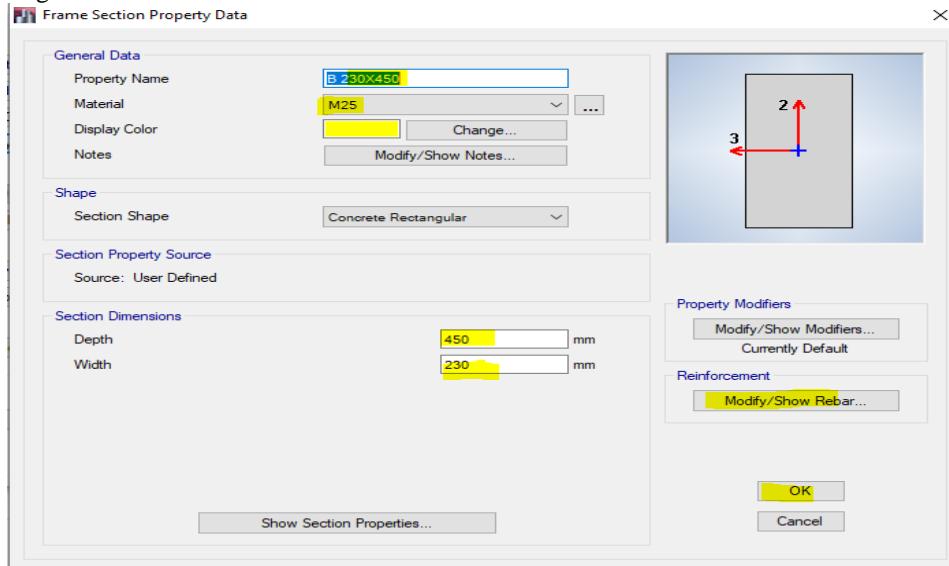 Frame Section Property Data
General Data
Property Name B 230X450
Material M25 ...
Display Color Change...
Notes Modify/Show Notes...
2
3
Shape
Section Shape Concrete Rectangular
Section Property Source
Source: User Defined
Section Dimensions
Depth 450 mm
Width 230 mm
Property Modifiers
Modify/Show Modifiers...
Currently Default
Reinforcement
Modify/Show Rebar...
Show Section Properties...
OK
Cancel